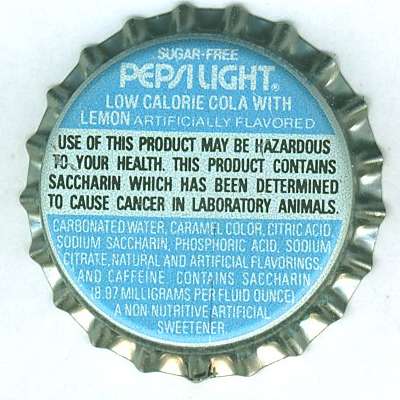 SUGAR-FREE
PEPSI LIGHT®
LOW CALORIE COLA WITH
LEMON ARTIFICIALLY FLAVORED
USE OF THIS PRODUCT MAY BE HAZARDOUS
TO YOUR HEALTH. THIS PRODUCT CONTAINS
SACCHARIN WHICH HAS BEEN DETERMINED
TO CAUSE CANCER IN LABORATORY ANIMALS.
CARBONATED WATER, CARAMEL COLOR, CITRIC ACID,
SODIUM SACCHARIN, PHOSPHORIC ACID, SODIUM
CITRATE, NATURAL AND ARTIFICIAL FLAVORINGS,
AND CAFFEINE. CONTAINS SACCHARIN
(8.97 MILLIGRAMS PER FLUID OUNCE)
A NON-NUTRITIVE ARTIFICIAL
SWEETENER.